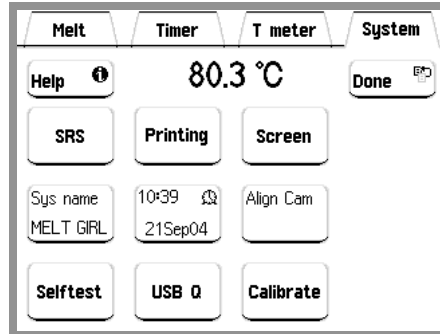 Melt Timer T meter System
Help 80.3 °C Done
SRS Printing Screen
Sys name 10:39 Align Cam
MELT GIRL 21Sep04
Selftest USB Q Calibrate